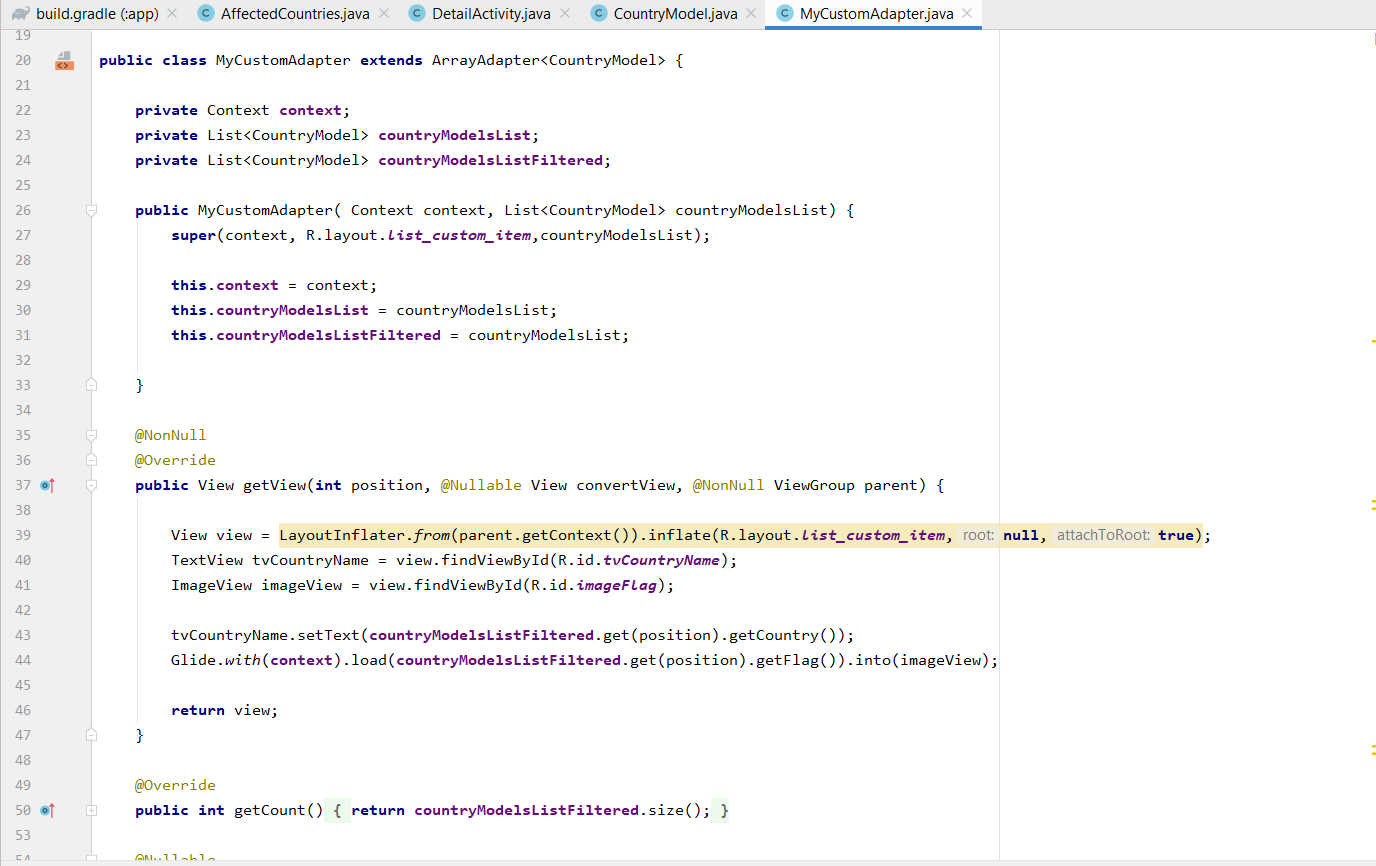 build.gradle (:app) AffectedCountries.java DetailActivity.java CountryModel.java MyCustomAdapter.java
19
20 public class MyCustomAdapter extends ArrayAdapter<CountryModel> {
21
22 private Context context;
23 private List<CountryModel> countryModelsList;
24 private List<CountryModel> countryModelsListFiltered;
25
26 public MyCustomAdapter( Context context, List<CountryModel> countryModelsList) {
27 super(context, R.layout.list_custom_item,countryModelsList);
28
29 this.context = context;
30 this.countryModelsList = countryModelsList;
31 this.countryModelsListFiltered = countryModelsList;
32
33 }
34
35 @NonNull
36 @Override
37 public View getView(int position, @Nullable View convertView, @NonNull ViewGroup parent) {
38
39 View view = LayoutInflater.from(parent.getContext()).inflate(R.layout.list_custom_item, root: null, attachToRoot: true);
40 TextView tvCountryName = view.findViewById(R.id.tvCountryName);
41 ImageView imageView = view.findViewById(R.id.imageFlag);
42
43 tvCountryName.setText(countryModelsListFiltered.get(position).getCountry());
44 Glide.with(context).load(countryModelsListFiltered.get(position).getFlag()).into(imageView);
45
46 return view;
47 }
48
49 @Override
50 public int getCount() { return countryModelsListFiltered.size(); }
53
54 @Nullable